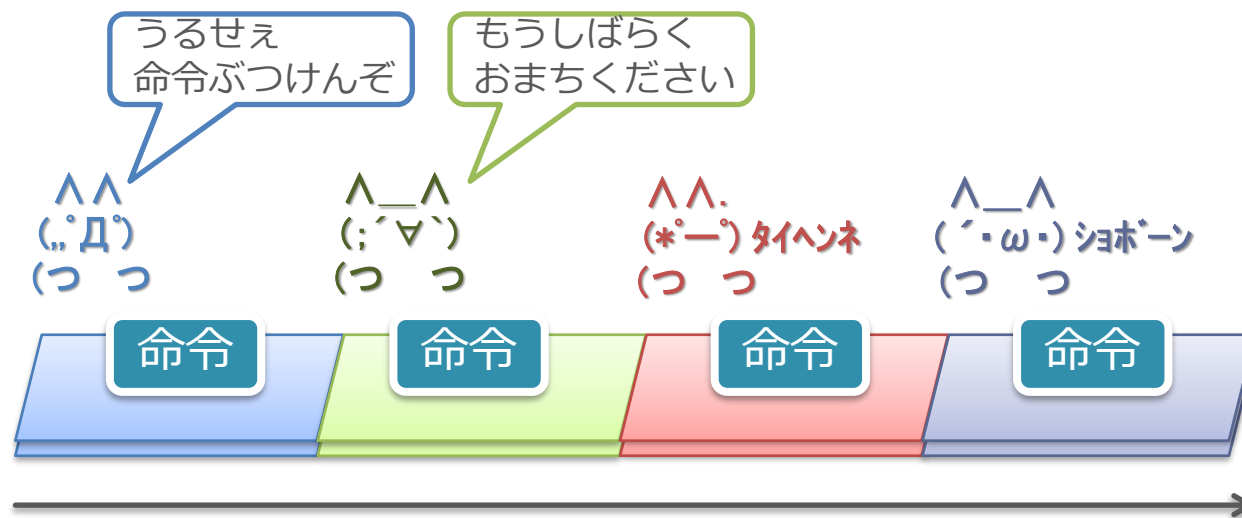 うるせぇ
命令ぶつけんぞ
もうしばらく
おまちください
∧∧
(,,ﾟДﾟ)
(つ　つ
∧＿∧
(;´∀｀)
(つ　つ
∧∧.
(*ﾟーﾟ) ﾀｲﾍﾝﾈ
(つ　つ
∧＿∧
(´・ω・) ｼｮﾎﾞｰﾝ
(つ　つ
命令
命令
命令
命令